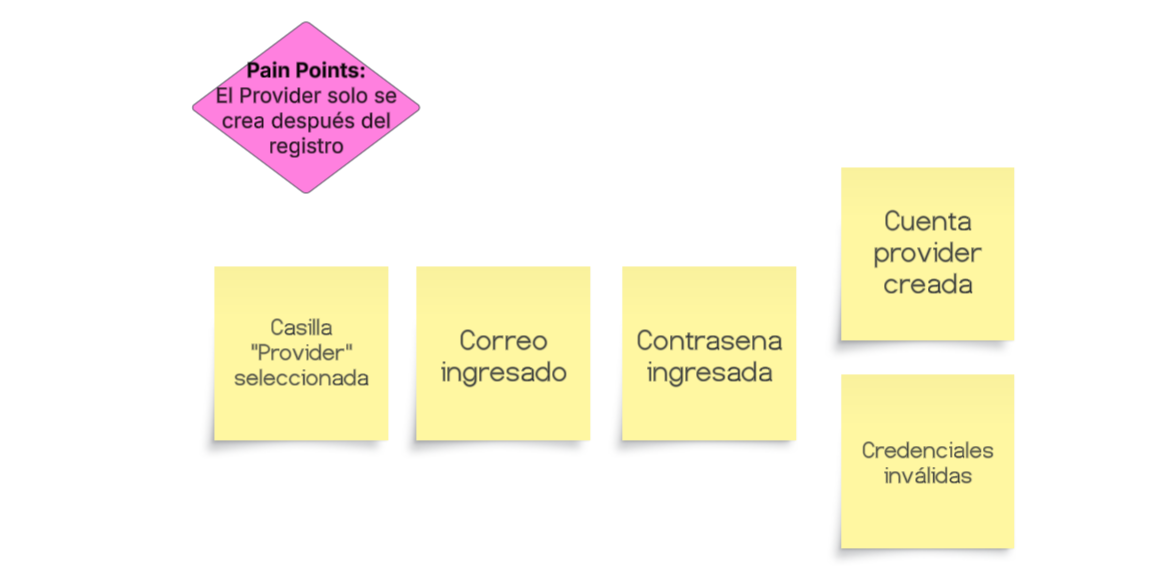 Pain Points:
El Provider solo se
crea después del
registro
Casilla
"Provider"
seleccionada
Correo
ingresado
Contrasena
ingresada
Cuenta
provider
creada
Credenciales
inválidas